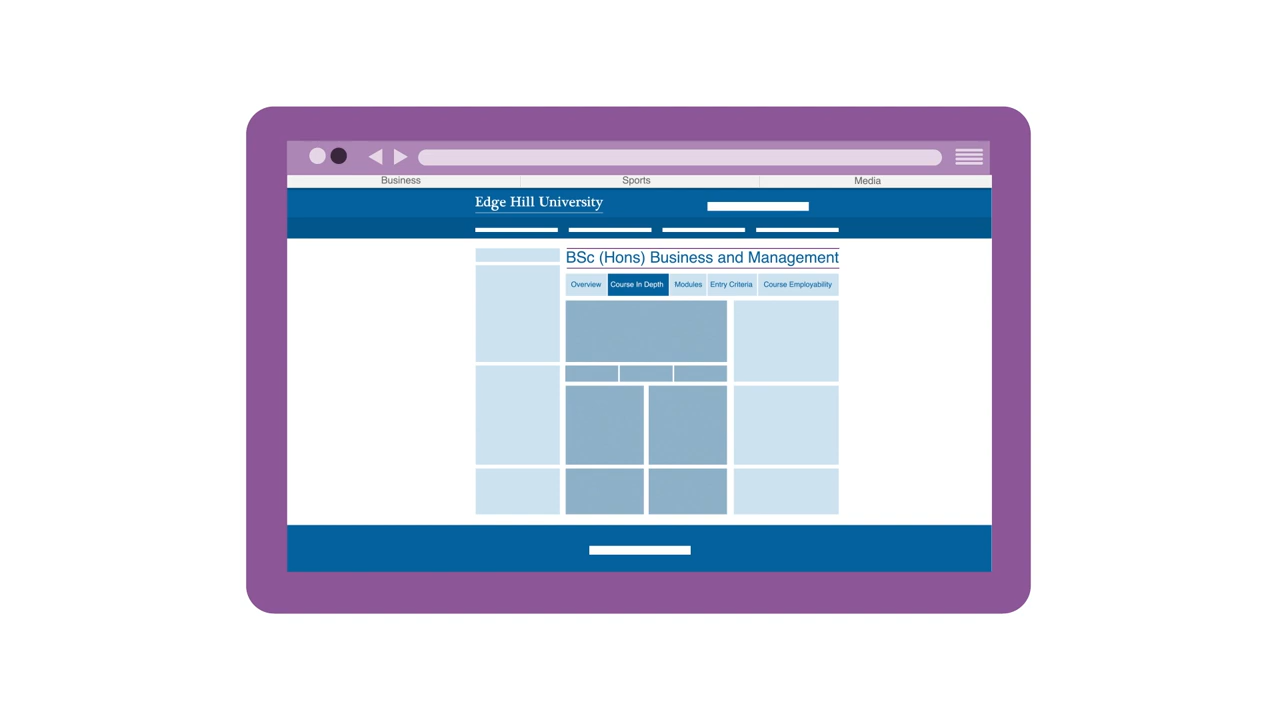 Business Sports Media
Edge Hill University
BSc (Hons) Business and Management
Overview Course In Depth Modules Entry Criteria Course Employability